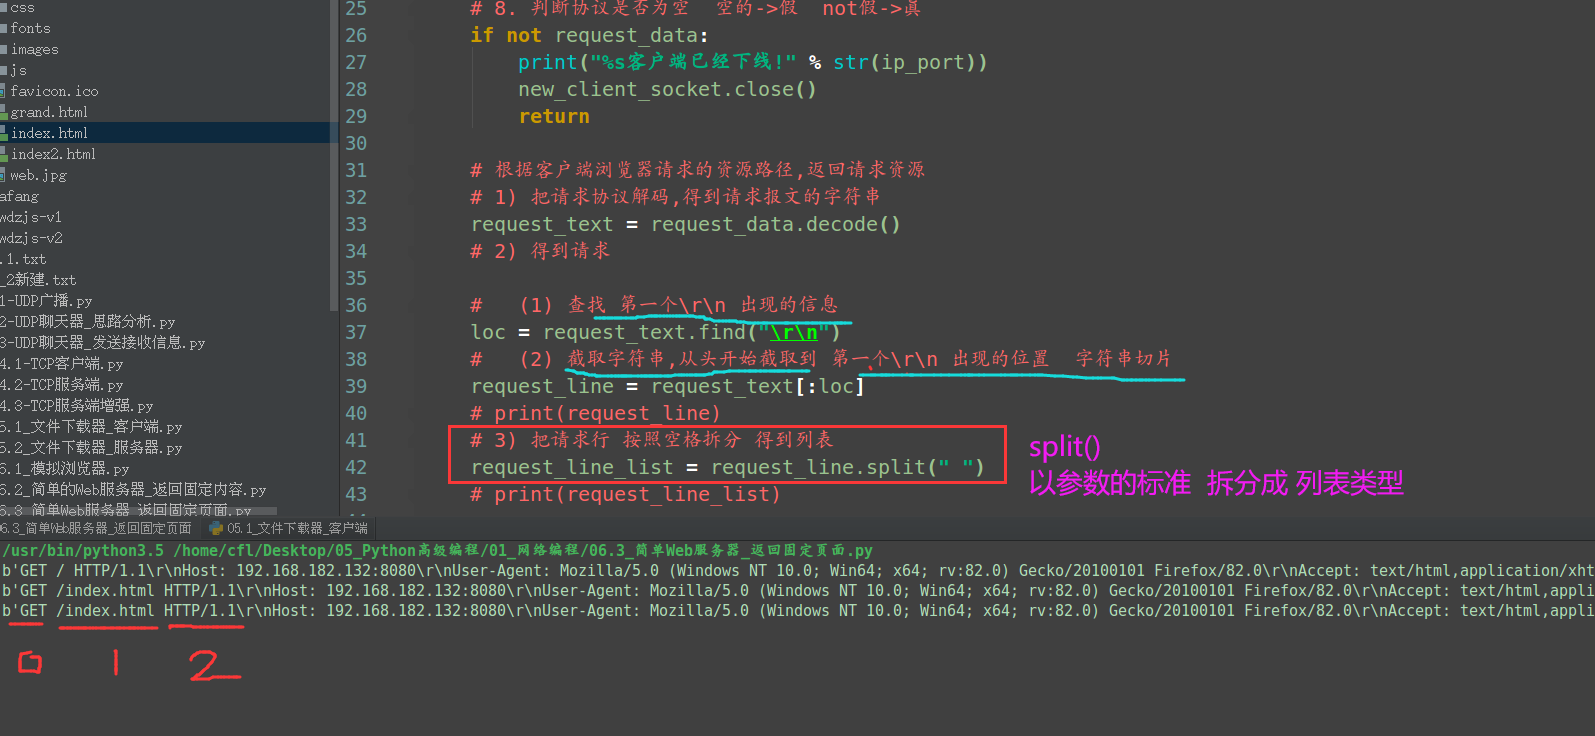 css
fonts
images
js
favicon.ico
grand.html
index.html
index2.html
web.jpg
afang
wdzjs-v1
wdzjs-v2
.1.txt
_2新建.txt
1-UDP广播.py
2-UDP聊天器_思路分析.py
3-UDP聊天器_发送接收信息.py
4.1-TCP客户端.py
4.2-TCP服务端.py
4.3-TCP服务端增强.py
5.1_文件下载器_客户端.py
5.2_文件下载器_服务器.py
6.1_模拟浏览器.py
6.2_简单的Web服务器_返回固定内容.py
6.3_简单Web服务器_返回固定页面.py
25 # 8. 判断协议是否为空 空的->假 not假->真
26 if not request_data:
27 print("%s客户端已经下线!" % str(ip_port))
28 new_client_socket.close()
29 return
30
31 # 根据客户端浏览器请求的资源路径,返回请求资源
32 # 1) 把请求协议解码,得到请求报文的字符串
33 request_text = request_data.decode()
34 # 2) 得到请求
35
36 # (1) 查找 第一个\r\n 出现的信息
37 loc = request_text.find("\r\n")
38 # (2) 截取字符串,从头开始截取到 第一个\r\n 出现的位置 字符串切片
39 request_line = request_text[:loc]
40 # print(request_line)
41 # 3) 把请求行 按照空格拆分 得到列表
42 request_line_list = request_line.split(" ")
43 # print(request_line_list)
split()
以参数的标准 拆分成 列表类型
6.3_简单Web服务器_返回固定页面 05.1_文件下载器_客户端
/usr/bin/python3.5 /home/cfl/Desktop/05_Python高级编程/01_网络编程/06.3_简单Web服务器_返回固定页面.py
b'GET / HTTP/1.1\r\nHost: 192.168.182.132:8080\r\nUser-Agent: Mozilla/5.0 (Windows NT 10.0; Win64; x64; rv:82.0) Gecko/20100101 Firefox/82.0\r\nAccept: text/html,application/xht
b'GET /index.html HTTP/1.1\r\nHost: 192.168.182.132:8080\r\nUser-Agent: Mozilla/5.0 (Windows NT 10.0; Win64; x64; rv:82.0) Gecko/20100101 Firefox/82.0\r\nAccept: text/html,appli
b'GET /index.html HTTP/1.1\r\nHost: 192.168.182.132:8080\r\nUser-Agent: Mozilla/5.0 (Windows NT 10.0; Win64; x64; rv:82.0) Gecko/20100101 Firefox/82.0\r\nAccept: text/html,appli
0 1 2